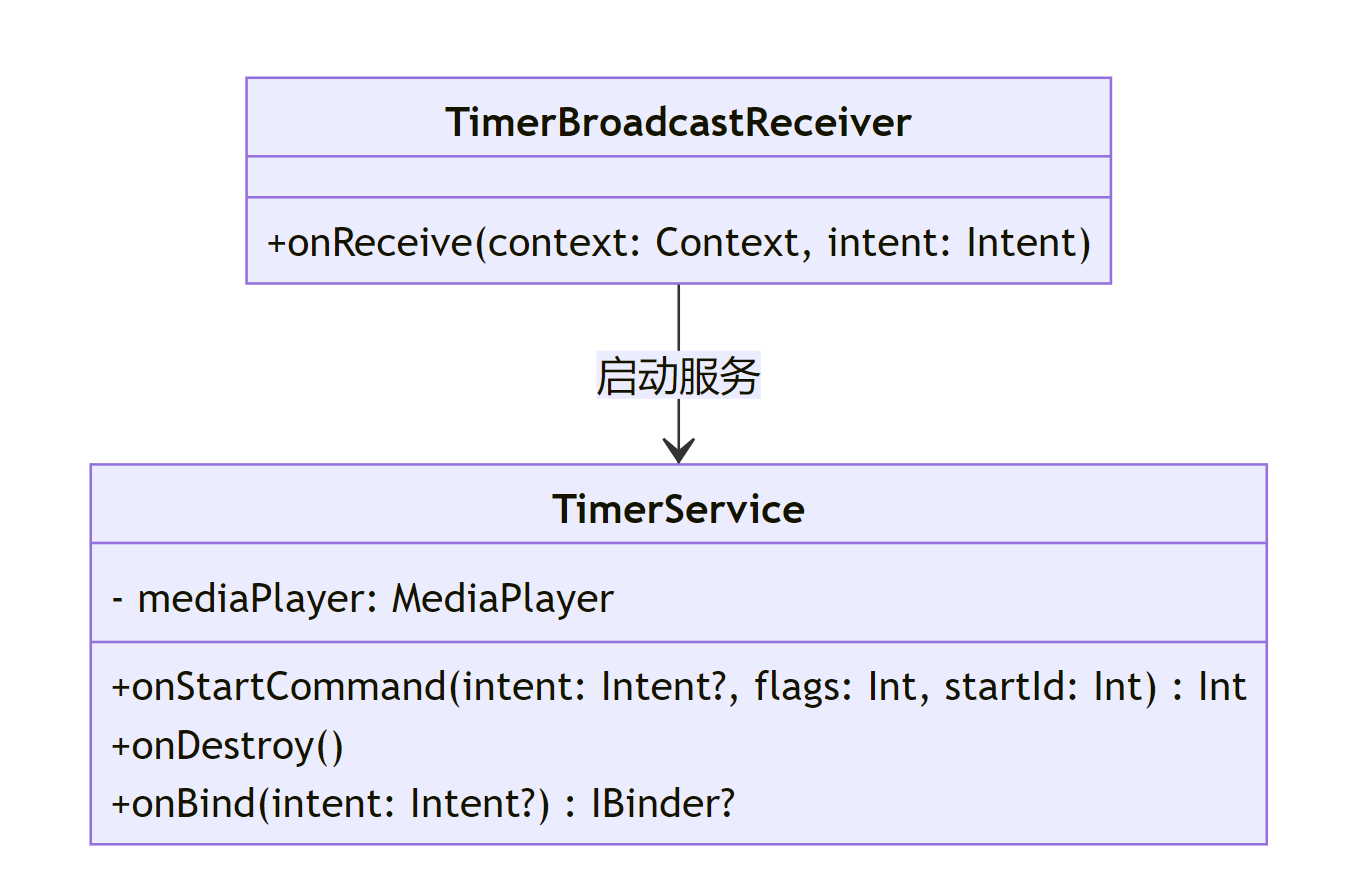 TimerBroadcastReceiver
+onReceive(context: Context, intent: Intent)
启动服务
TimerService
- mediaPlayer: MediaPlayer
+onStartCommand(intent: Intent?, flags: Int, startId: Int) : Int
+onDestroy()
+onBind(intent: Intent?) : IBinder?